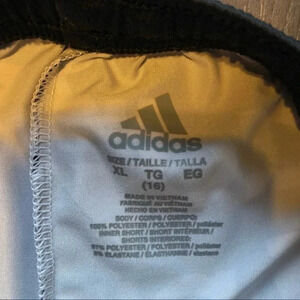 adidas
SIZE / TAILLE / TALLA
XL TG EG
(16)
MADE IN VIETNAM
FABRIQUÉ AU VIÊTNAM
HECHO EN VIETNAM
BODY / CORPS / CUERPO:
100% POLYESTER / POLYESTER / poliéster
INNER SHORT / SHORT INTÉRIEUR /
SHORTS INTERIORES:
POLYESTER / POLYESTER / poliéster
ELASTANE / ÉLASTHANNE / elastano